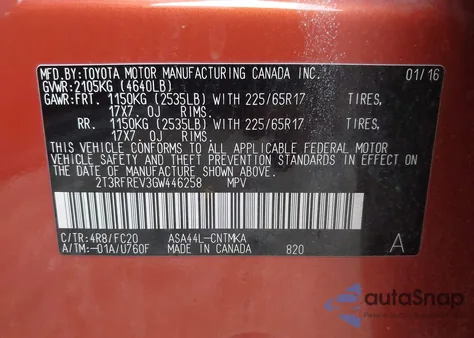 MFD.BY:TOYOTA MOTOR MANUFACTURING CANADA INC. 01/16
GVWR:2105KG (4640LB)
GAWR:FRT. 1150KG (2535LB) WITH 225/65R17 TIRES,
17X7.0J RIMS.
RR. 1150KG (2535LB) WITH 225/65R17 TIRES,
17X7.0J RIMS.
THIS VEHICLE CONFORMS TO ALL APPLICABLE FEDERAL MOTOR
VEHICLE SAFETY AND THEFT PREVENTION STANDARDS IN EFFECT ON
THE DATE OF MANUFACTURE SHOWN ABOVE.
2T3RFREV3GW446258 MPV
C/TR:4R8/FC20 ASA44L-CNTMKA
A/TM:-01A/U760F MADE IN CANADA 820 A
autoSnap